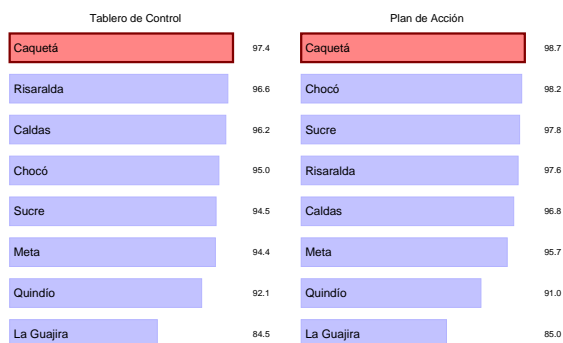 Tablero de Control
Caquetá 97.4
Risaralda 96.6
Caldas 96.2
Chocó 95.0
Sucre 94.5
Meta 94.4
Quindío 92.1
La Guajira 84.5
Plan de Acción
Caquetá 98.7
Chocó 98.2
Sucre 97.8
Risaralda 97.6
Caldas 96.8
Meta 95.7
Quindío 91.0
La Guajira 85.0